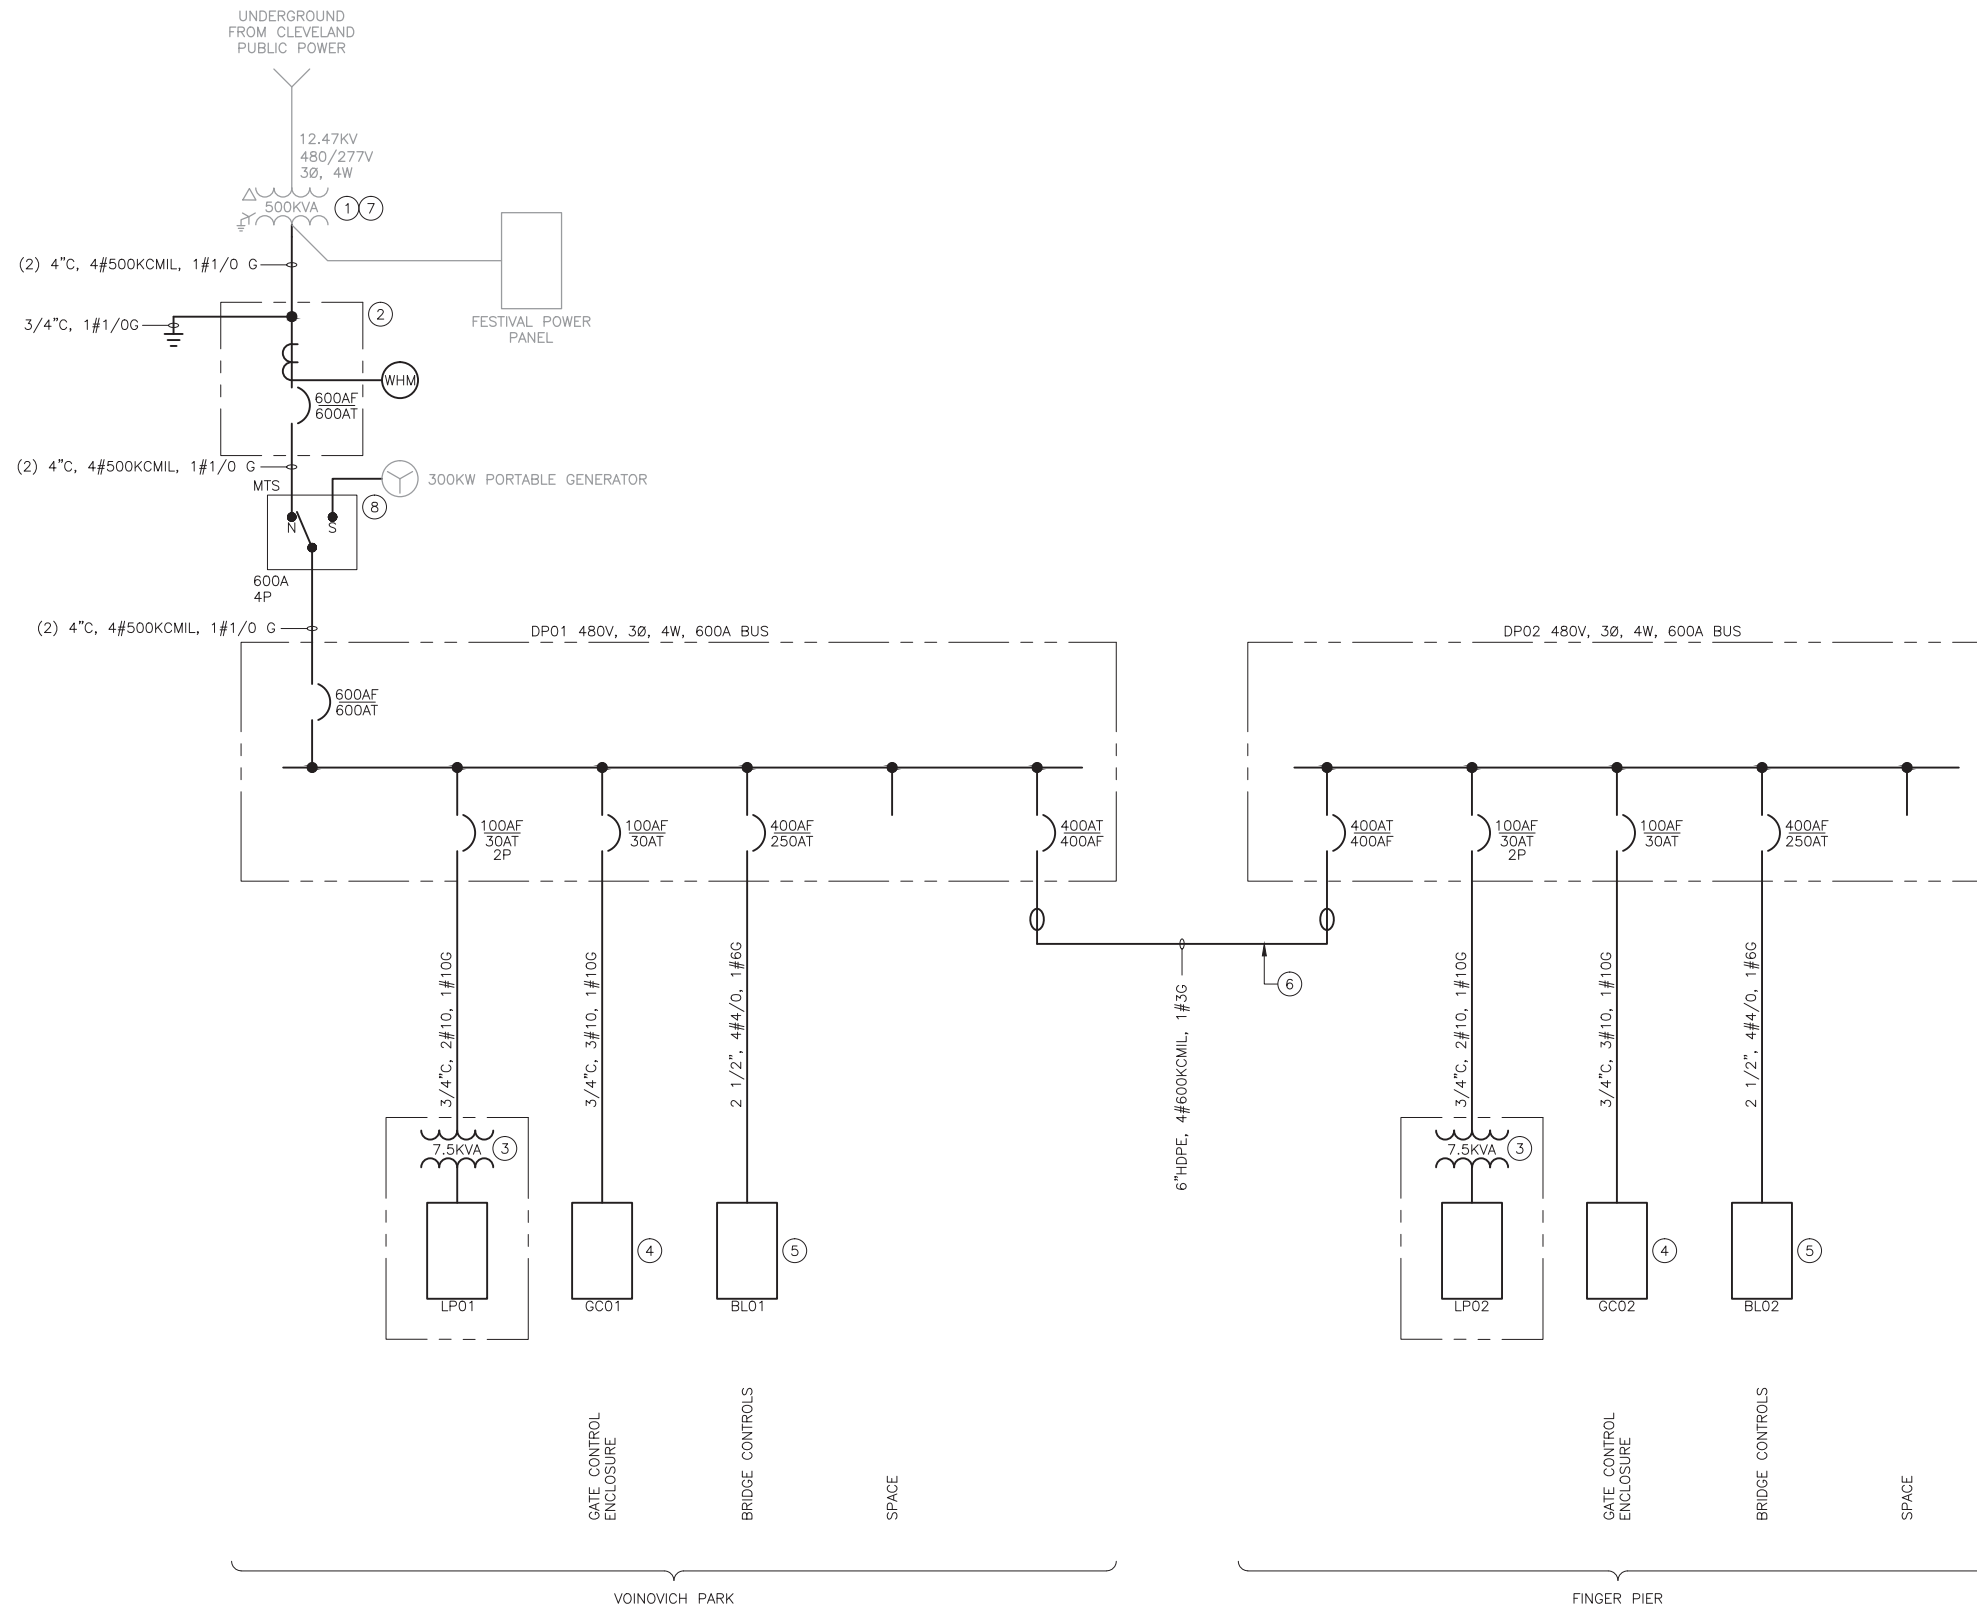 UNDERGROUND
FROM CLEVELAND
PUBLIC POWER
12.47KV
480/277V
3Ø, 4W
500KVA
1
7
(2) 4"C, 4#500KCMIL, 1#1/0 G
2
3/4"C, 1#1/0G
FESTIVAL POWER
PANEL
WHM
600AF
600AT
(2) 4"C, 4#500KCMIL, 1#1/0 G
300KW PORTABLE GENERATOR
MTS
8
N
S
600A
4P
(2) 4"C, 4#500KCMIL, 1#1/0 G
DP01 480V, 3Ø, 4W, 600A BUS
600AF
600AT
100AF
30AT
2P
100AF
30AT
400AF
250AT
400AT
400AF
3/4"C, 2#10, 1#10G
3/4"C, 3#10, 1#10G
2 1/2", 4#4/0, 1#6G
6"HDPE, 4#600KCMIL, 1#3G
6
7.5KVA
3
4
5
LP01
GC01
BL01
GATE CONTROL
ENCLOSURE
BRIDGE CONTROLS
SPACE
VOINOVICH PARK
DP02 480V, 3Ø, 4W, 600A BUS
400AT
400AF
100AF
30AT
2P
100AF
30AT
400AF
250AT
3/4"C, 2#10, 1#10G
3/4"C, 3#10, 1#10G
2 1/2", 4#4/0, 1#6G
7.5KVA
3
4
5
LP02
GC02
BL02
GATE CONTROL
ENCLOSURE
BRIDGE CONTROLS
SPACE
FINGER PIER